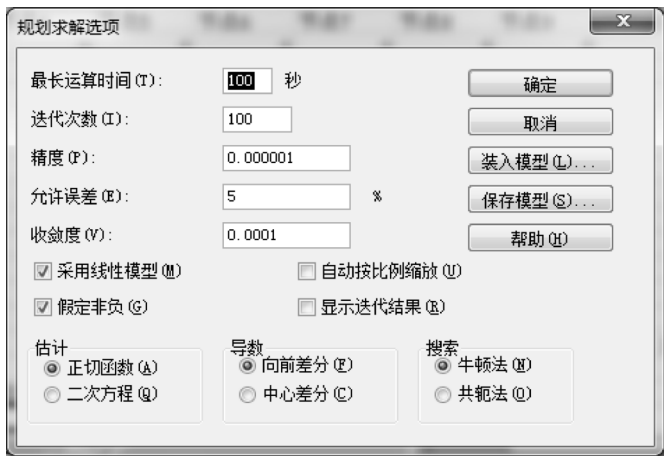 规划求解选项
最长运算时间(T): 100 秒 确定
迭代次数(I): 100 取消
精度(P): 0.000001 装入模型(L)...
允许误差(E): 5 % 保存模型(S)...
收敛度(V): 0.0001 帮助(H)
采用线性模型(M) 自动按比例缩放(U)
假定非负(G) 显示迭代结果(R)
估计 导数 搜索
正切函数(A) 向前差分(F) 牛顿法(N)
二次方程(Q) 中心差分(C) 共轭法(O)